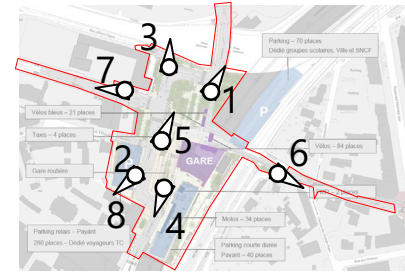 3
Parking – 70 places
Dédié groupes scolaires, Ville et SNCF
7
1
P
Vélos bleus – 21 places
Taxis – 4 places
5
Vélos – 84 places
GARE
Gare routière
2
6
8
4
Motos – 34 places
Parking relais – Payant
Dédié voyageurs TC
Parking courte durée
Payant – 40 places